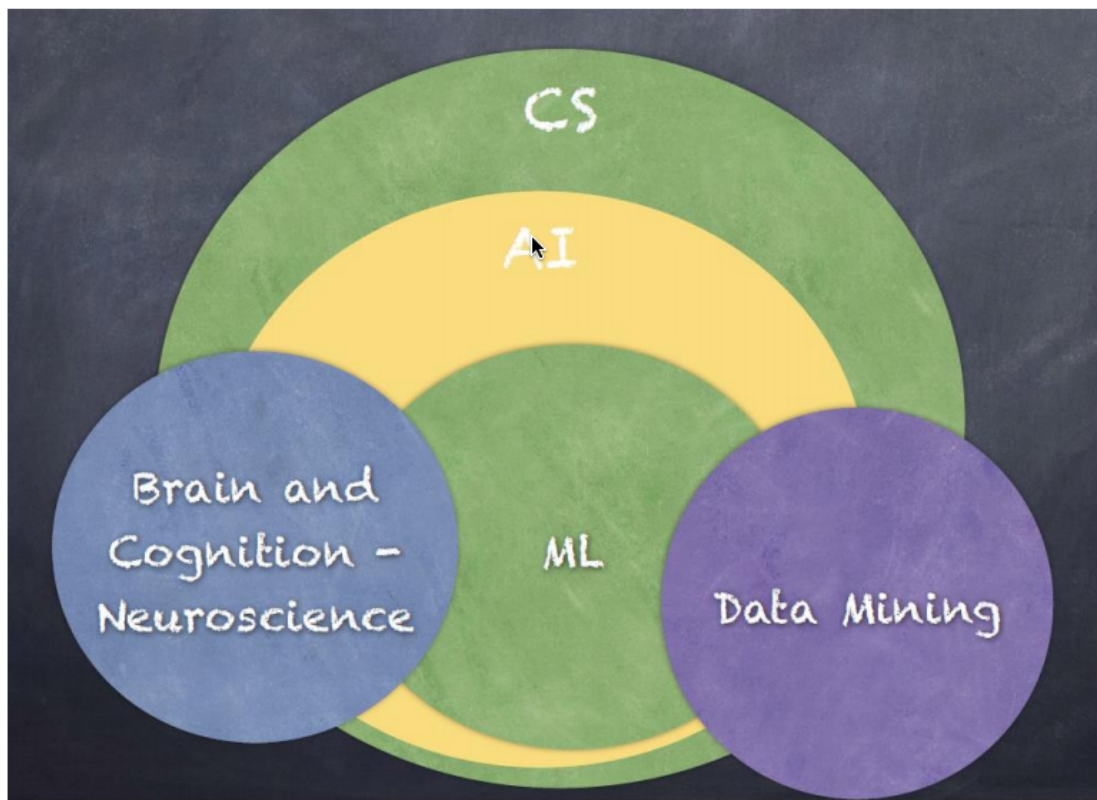 CS
AI
Brain and
Cognition -
Neuroscience
ML
Data Mining